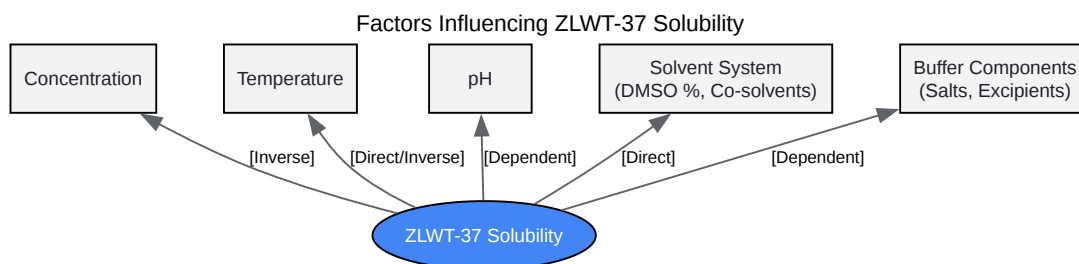 Factors Influencing ZLWT-37 Solubility
Concentration
Temperature
pH
Solvent System
(DMSO %, Co-solvents)
Buffer Components
(Salts, Excipients)
[Inverse]
[Direct/Inverse]
[Dependent]
[Direct]
[Dependent]
ZLWT-37 Solubility